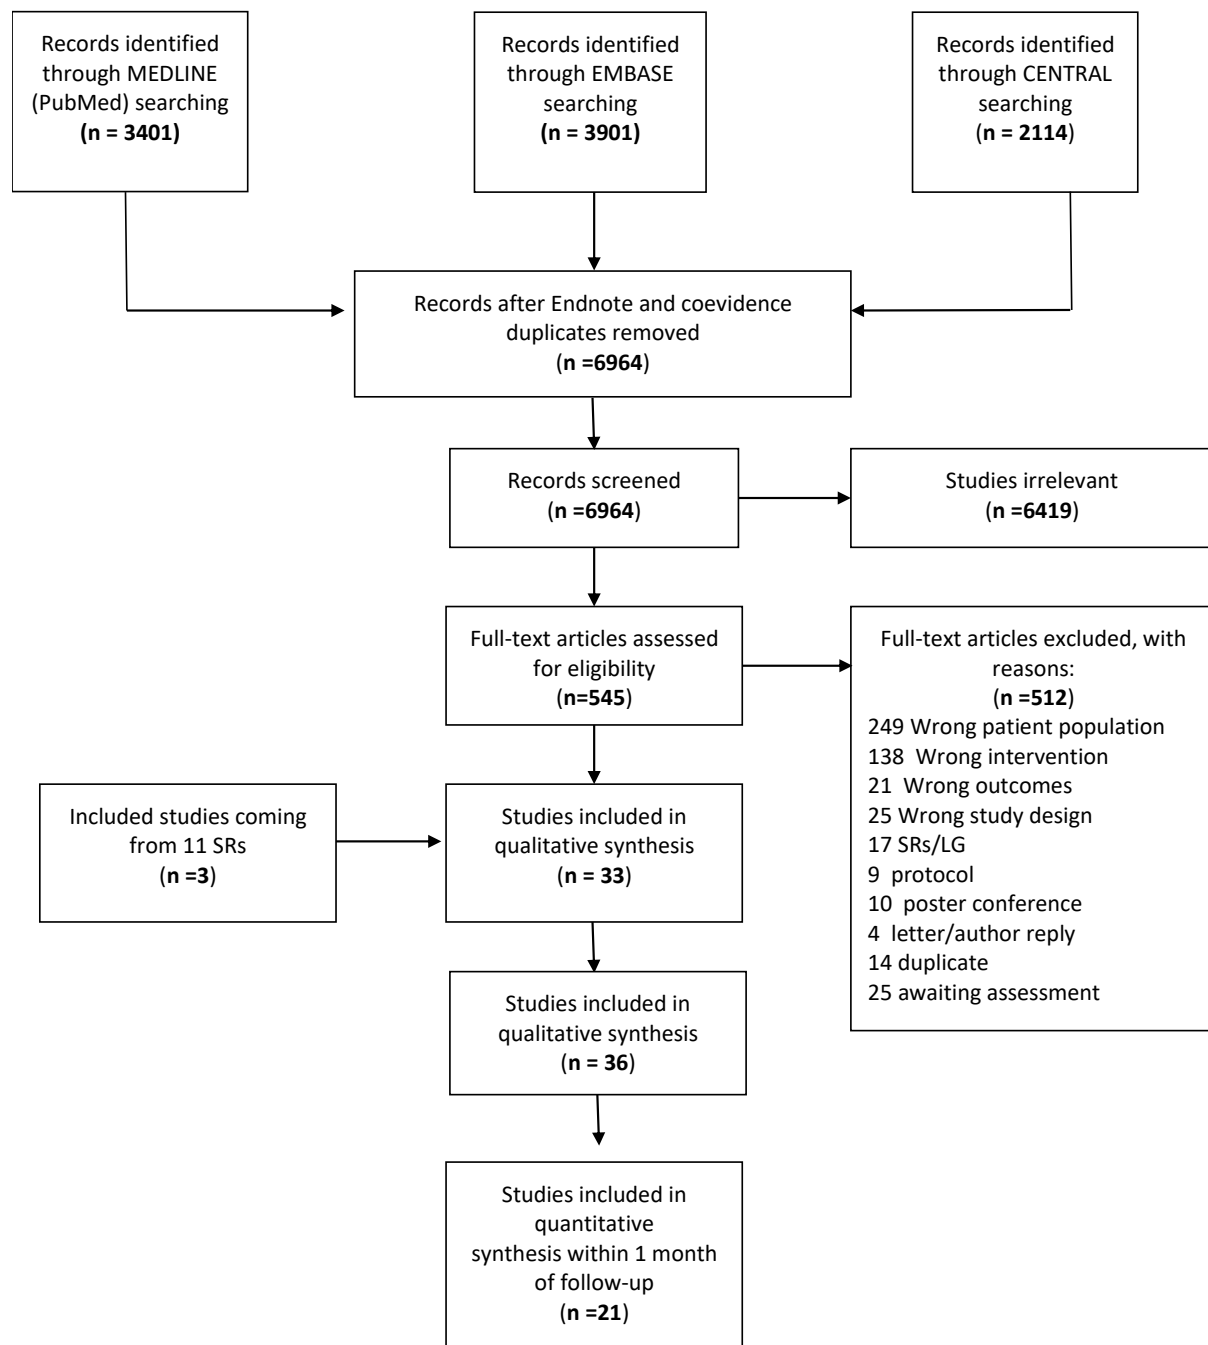 Records identified
through MEDLINE
(PubMed) searching
(n = 3401)
Records identified
through EMBASE
searching
(n = 3901)
Records identified
through CENTRAL
searching
(n = 2114)
Records after Endnote and coevidence
duplicates removed
(n =6964)
Records screened
(n =6964)
Studies irrelevant
(n =6419)
Full-text articles assessed
for eligibility
(n=545)
Full-text articles excluded, with
reasons:
(n =512)
249 Wrong patient population
138  Wrong intervention
21  Wrong outcomes
25 Wrong study design
17 SRs/LG
9  protocol
10  poster conference
4  letter/author reply
14 duplicate
25 awaiting assessment
Included studies coming
from 11 SRs
(n =3)
Studies included in
qualitative synthesis
(n = 33)
Studies included in
qualitative synthesis
(n = 36)
Studies included in
quantitative
synthesis within 1 month
of follow-up
(n =21)